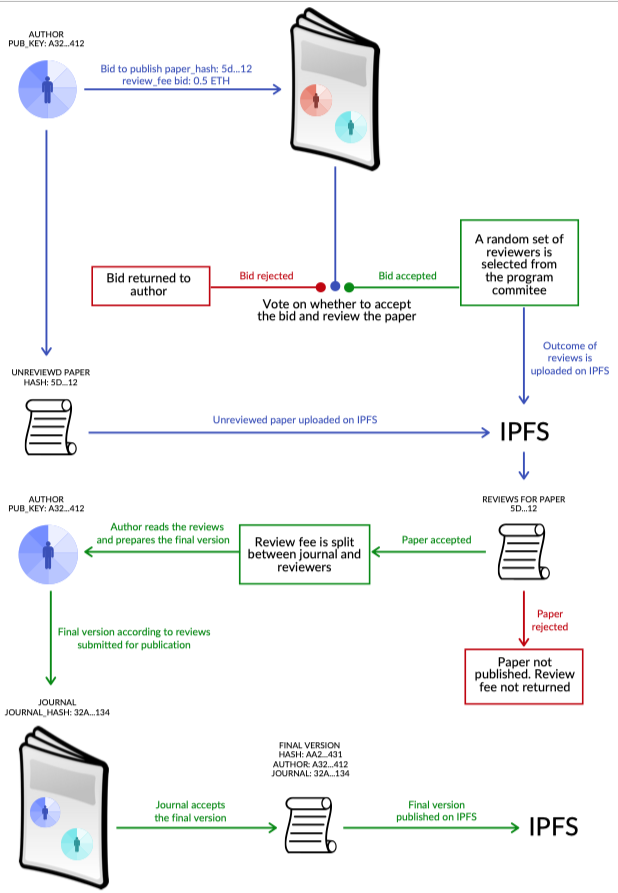 AUTHOR
PUB_KEY: A32...412
Bid to publish paper_hash: 5d...12
review_fee bid: 0.5 ETH
A random set of
reviewers is
selected from
the program
commitee
Bid returned to
author
Bid rejected
Bid accepted
Vote on whether to accept
the bid and review the paper
Outcome of
reviews is
uploaded on IPFS
UNREVIEWD PAPER
HASH: 5D...12
Unreviewed paper uploaded on IPFS
IPFS
AUTHOR
PUB_KEY: A32...412
REVIEWS FOR PAPER
5D...12
Author reads the reviews
and prepares the final version
Review fee is split
between journal and
reviewers
Paper accepted
Paper
rejected
Final version according to reviews
submitted for publication
Paper not
published. Review
fee not returned
JOURNAL
JOURNAL_HASH: 32A...134
FINAL VERSION
HASH: AA2...431
AUTHOR: A32...412
JOURNAL: 32A...134
Journal accepts
the final version
Final version
published on IPFS
IPFS